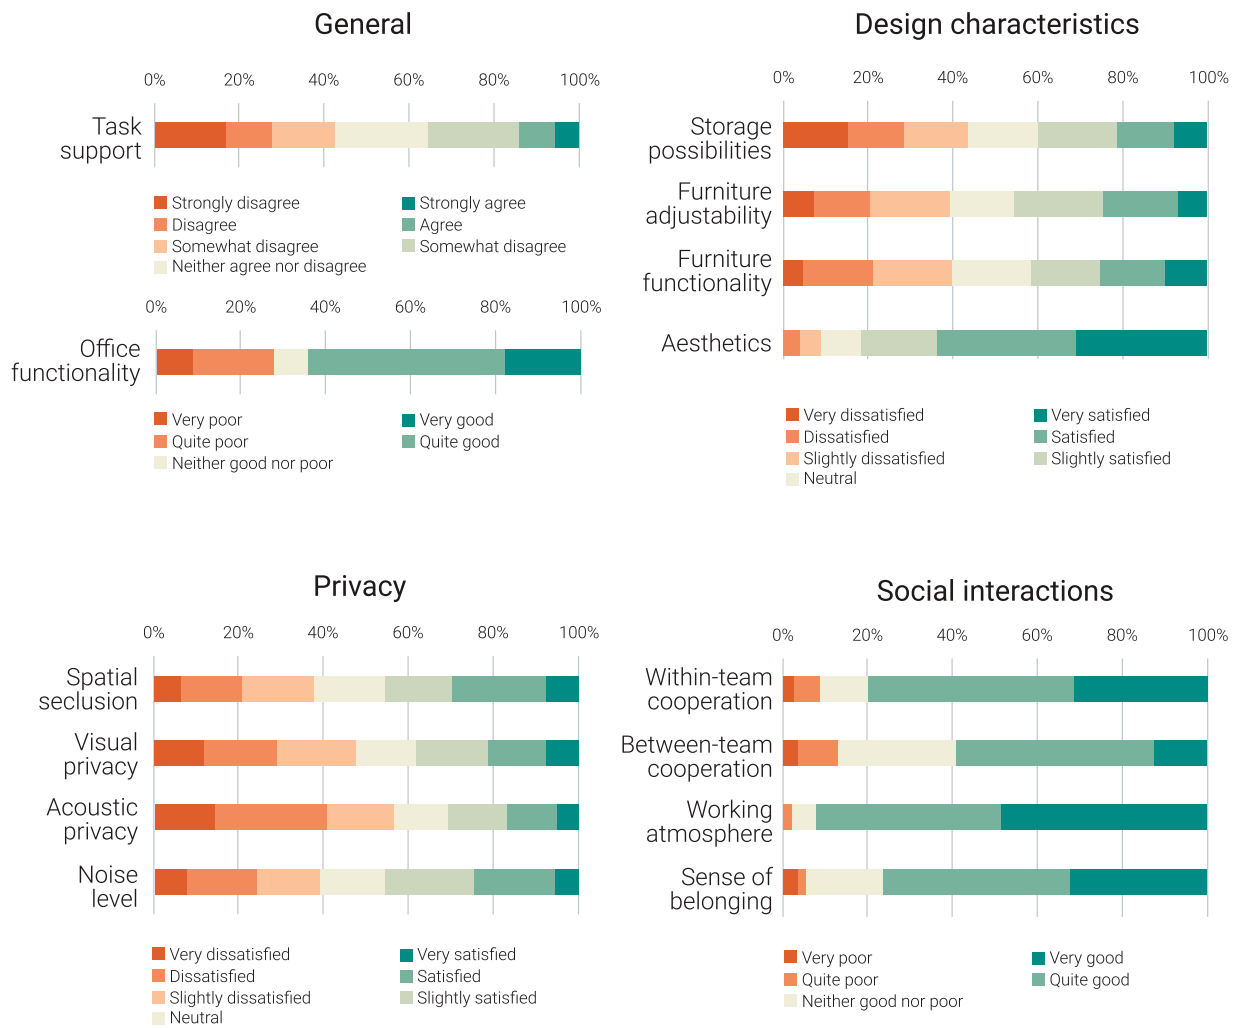 General
0% 20% 40% 60% 80% 100%
Task
support
Strongly disagree
Disagree
Somewhat disagree
Neither agree nor disagree
Strongly agree
Agree
Somewhat disagree
0% 20% 40% 60% 80% 100%
Office
functionality
Very poor
Quite poor
Neither good nor poor
Very good
Quite good
Design characteristics
0% 20% 40% 60% 80% 100%
Storage
possibilities
Furniture
adjustability
Furniture
functionality
Aesthetics
Very dissatisfied
Dissatisfied
Slightly dissatisfied
Neutral
Very satisfied
Satisfied
Slightly satisfied
Privacy
0% 20% 40% 60% 80% 100%
Spatial
seclusion
Visual
privacy
Acoustic
privacy
Noise
level
Very dissatisfied
Dissatisfied
Slightly dissatisfied
Neutral
Very satisfied
Satisfied
Slightly satisfied
Social interactions
0% 20% 40% 60% 80% 100%
Within-team
cooperation
Between-team
cooperation
Working
atmosphere
Sense of
belonging
Very poor
Quite poor
Neither good nor poor
Very good
Quite good